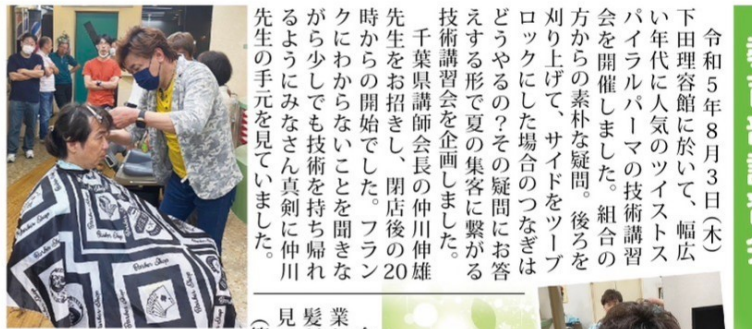 令和5年8月3日(木)
下田理容館に於いて、幅広
い年代に人気のツイストス
パイラルパーマの技術講習
会を開催しました。組合の
方からの素朴な疑問。後ろを
刈り上げて、サイドをツーブ
ロックにした場合のつなぎは
どうやるの?その疑問にお答
えする形で夏の集客に繋がる
技術講習会を企画しました。
千葉県講師会長の仲川伸雄
先生をお招きし、閉店後の20
時からの開始でした。フラン
クにわからないことを聞きな
がら少しでも技術を持ち帰れ
るようにみなさん真剣に仲川
先生の手元を見ていました。
業
髪
見
Barber Shop